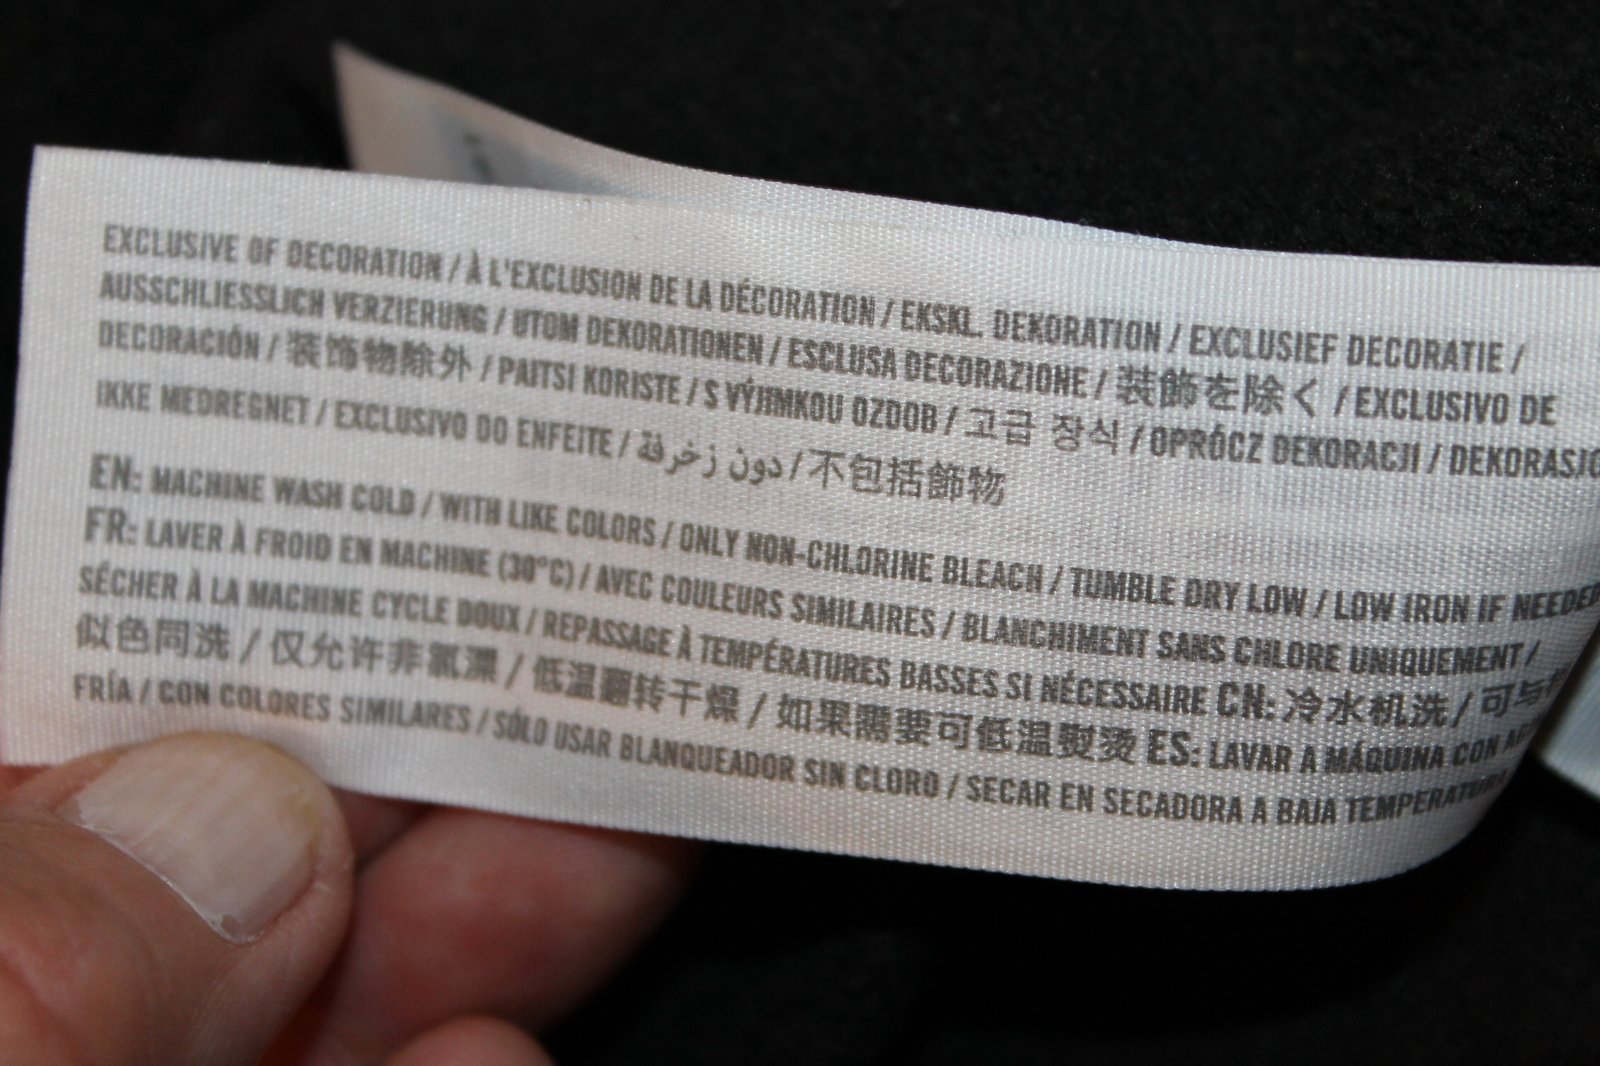 EXCLUSIVE OF DECORATION / À L'EXCLUSION DE LA DÉCORATION / EKSKL. DEKORATION / EXCLUSIEF DECORATIE /
AUSSCHLIESSLICH VERZIERUNG / UTOM DEKORATIONEN / ESCLUSA DECORAZIONE / 装飾を除く / EXCLUSIVO DE
DECORACIÓN / 装饰物除外 / PAITSI KORISTE / S VÝJIMKOU OZDOB / 고급 장식 / OPRÓCZ DEKORACJI / DEKORASJO
IKKE MEDREGNET / EXCLUSIVO DO ENFEITE / دون زخرفة / 不包括飾物
EN: MACHINE WASH COLD / WITH LIKE COLORS / ONLY NON-CHLORINE BLEACH / TUMBLE DRY LOW / LOW IRON IF NEEDED
FR: LAVER À FROID EN MACHINE (30°C) / AVEC COULEURS SIMILAIRES / BLANCHIMENT SANS CHLORE UNIQUEMENT /
SÉCHER À LA MACHINE CYCLE DOUX / REPASSAGE À TEMPÉRATURES BASSES SI NÉCESSAIRE CN: 冷水机洗 / 可与
似色同洗 / 仅允许非氯漂 / 低温翻转干燥 / 如果需要可低温熨烫 ES: LAVAR A MÁQUINA CON AGUA
FRÍA / CON COLORES SIMILARES / SÓLO USAR BLANQUEADOR SIN CLORO / SECAR EN SECADORA A BAJA TEMPERATURA